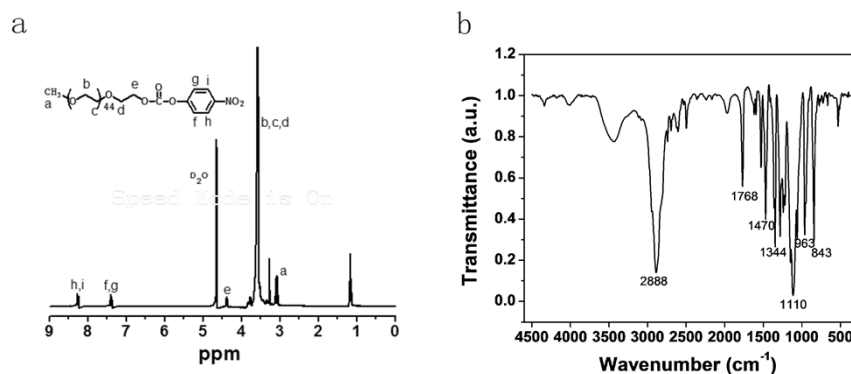 a
b
CH₃
a
b
O
c
44
O
d
e
O
O
O
g
i
f
h
NO₂
D₂O
b,c,d
Speed Mode is On
h,i
f,g
e
a
9 8 7 6 5 4 3 2 1 0
ppm
Transmittance (a.u.)
1.2
1.0
0.8
0.6
0.4
0.2
0.0
1768
1470
1344
963
843
2888
1110
4500 4000 3500 3000 2500 2000 1500 1000 500
Wavenumber (cm⁻¹)